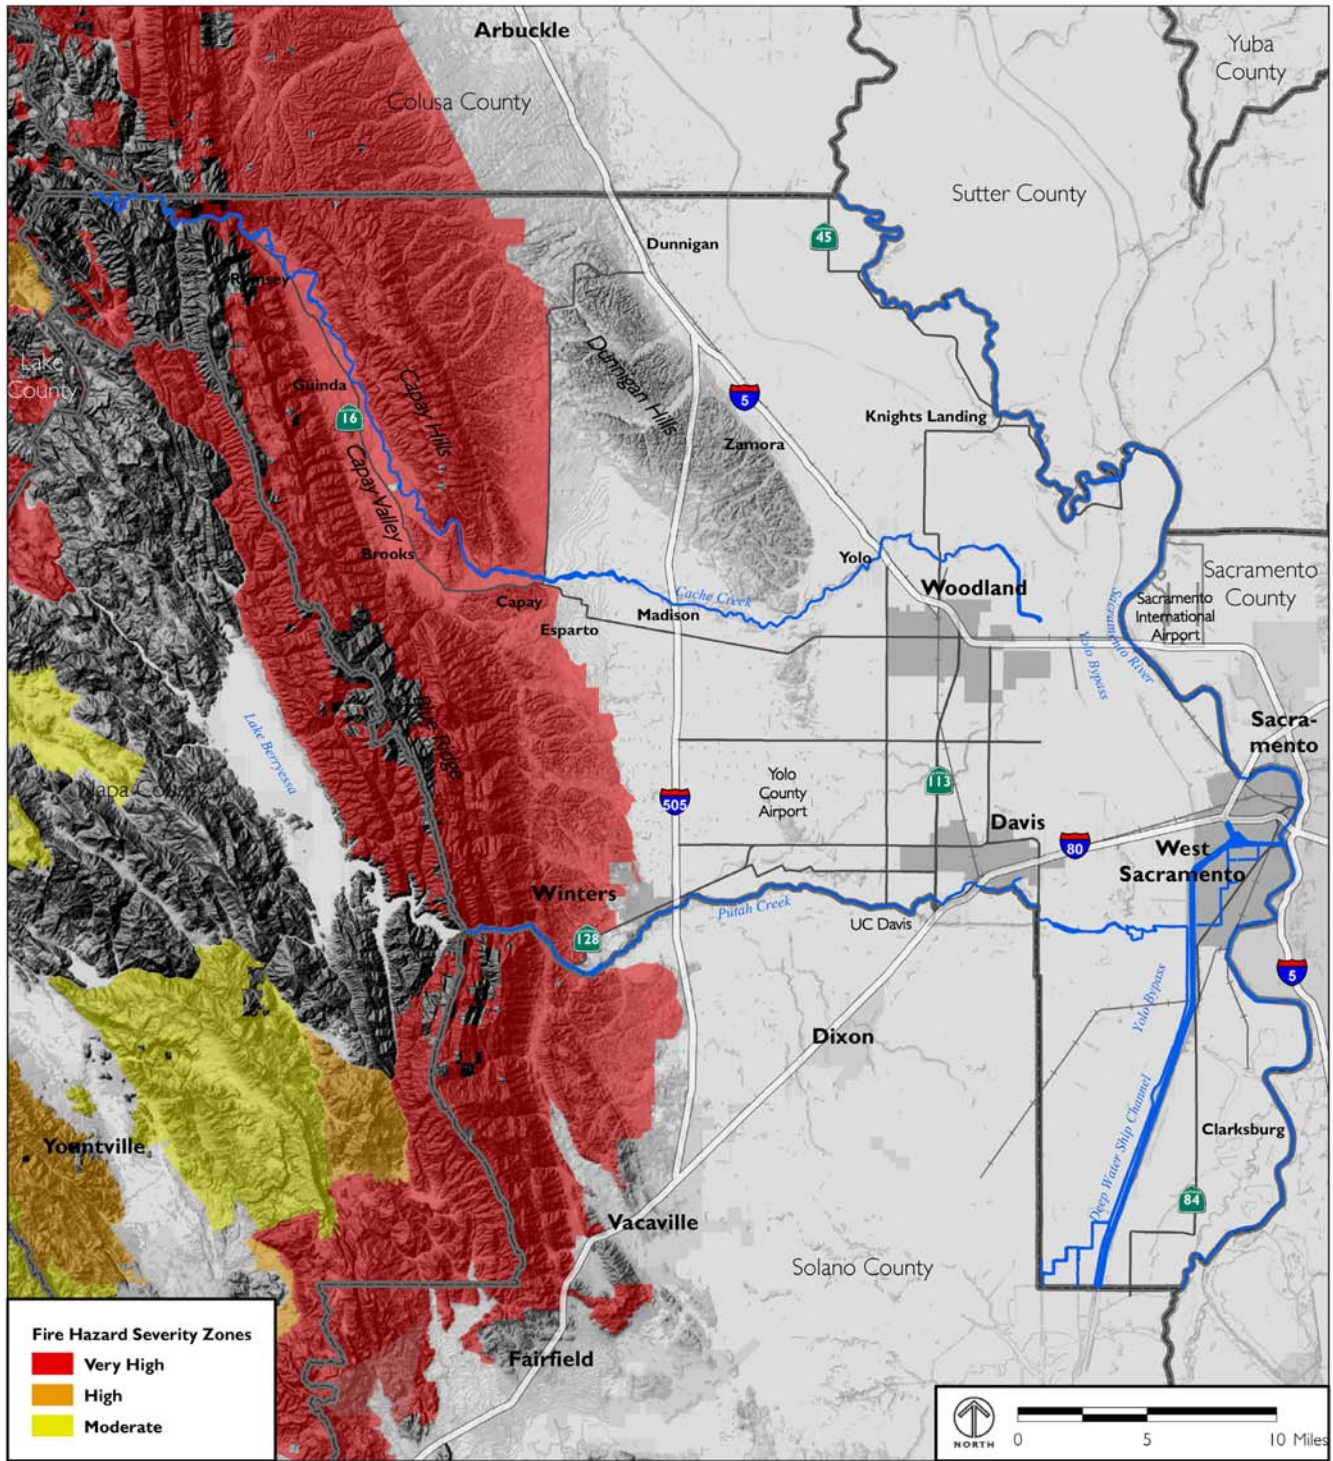 Arbuckle
Yuba
County
Colusa County
Sutter County
45
Dunnigan
Rumsey
Lake
County
Dunnigan Hills
Guinda
Capay Hills
5
16
Knights Landing
Zamora
Capay Valley
Brooks
Yolo
Woodland
Sacramento
County
Cache Creek
Capay
Madison
Esparto
Sacramento
International
Airport
Sacramento River
Yolo Bypass
Blue Ridge
Lake Berryessa
Sacra-
mento
Napa County
Yolo
County
Airport
113
505
Davis
80
West
Sacramento
Winters
Putah Creek
UC Davis
128
5
Yolo Bypass
Dixon
Deep Water Ship Channel
Clarksburg
Yountville
84
Vacaville
Solano County
Fairfield
Fire Hazard Severity Zones
Very High
High
Moderate
NORTH
0 5 10 Miles